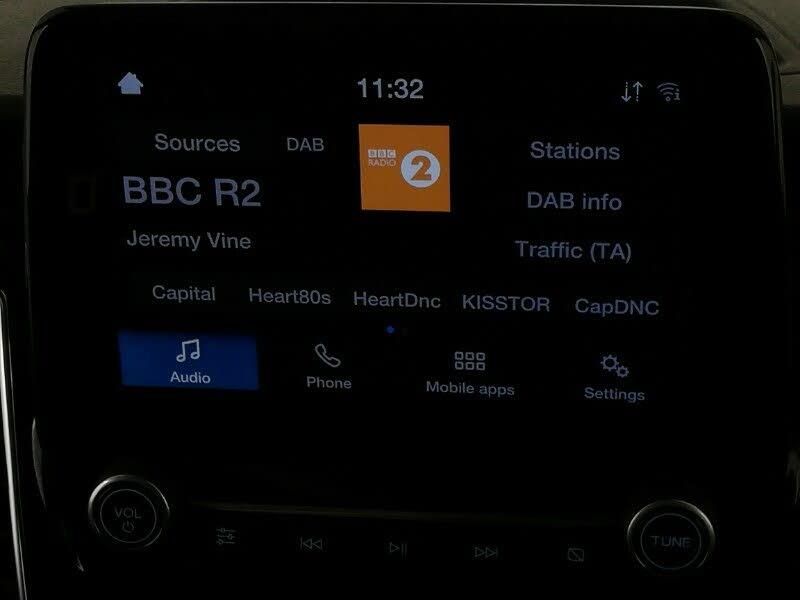 11:32
Sources DAB
BBC RADIO 2
Stations
BBC R2
DAB info
Jeremy Vine
Traffic (TA)
Capital Heart80s HeartDnc KISSTOR CapDNC
Audio Phone Mobile apps Settings
VOL
TUNE